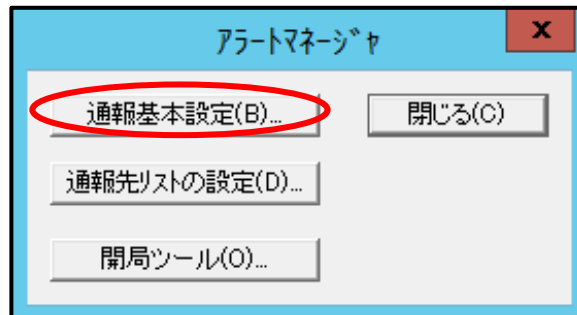 アラートマネージャ
x
通報基本設定(B)...
閉じる(C)
通報先リストの設定(D)...
開局ツール(O)...